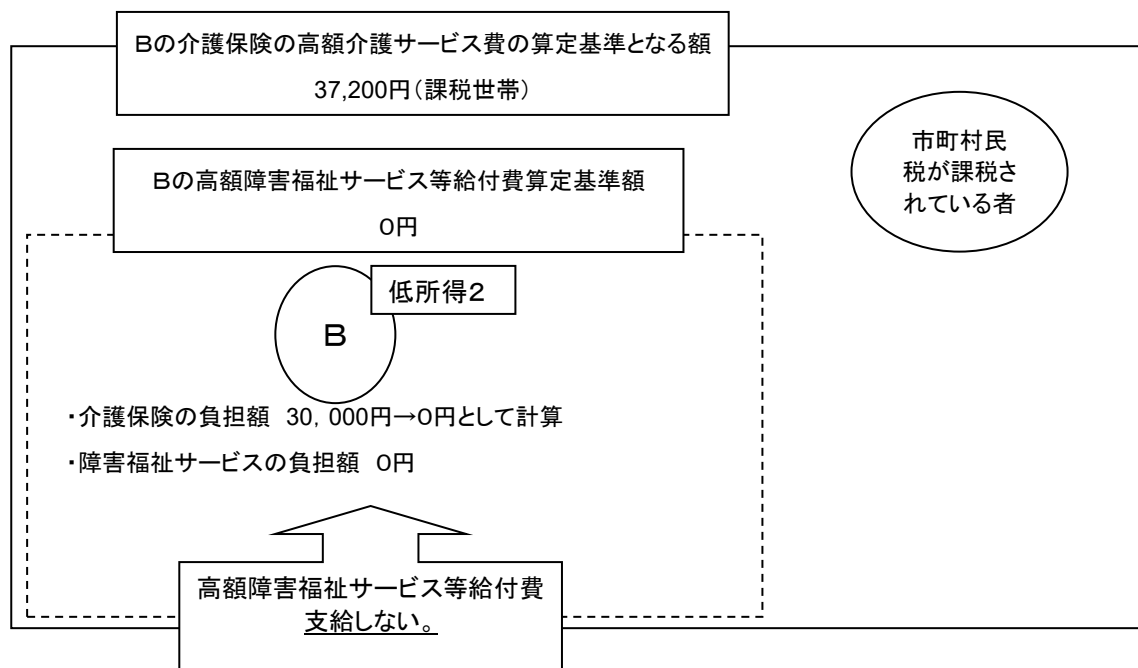 Bの介護保険の高額介護サービス費の算定基準となる額
37,200円(課税世帯)
市町村民
税が課税さ
れている者
Bの高額障害福祉サービス等給付費算定基準額
0円
低所得2
B
・介護保険の負担額 30,000円→0円として計算
・障害福祉サービスの負担額 0円
高額障害福祉サービス等給付費
支給しない。